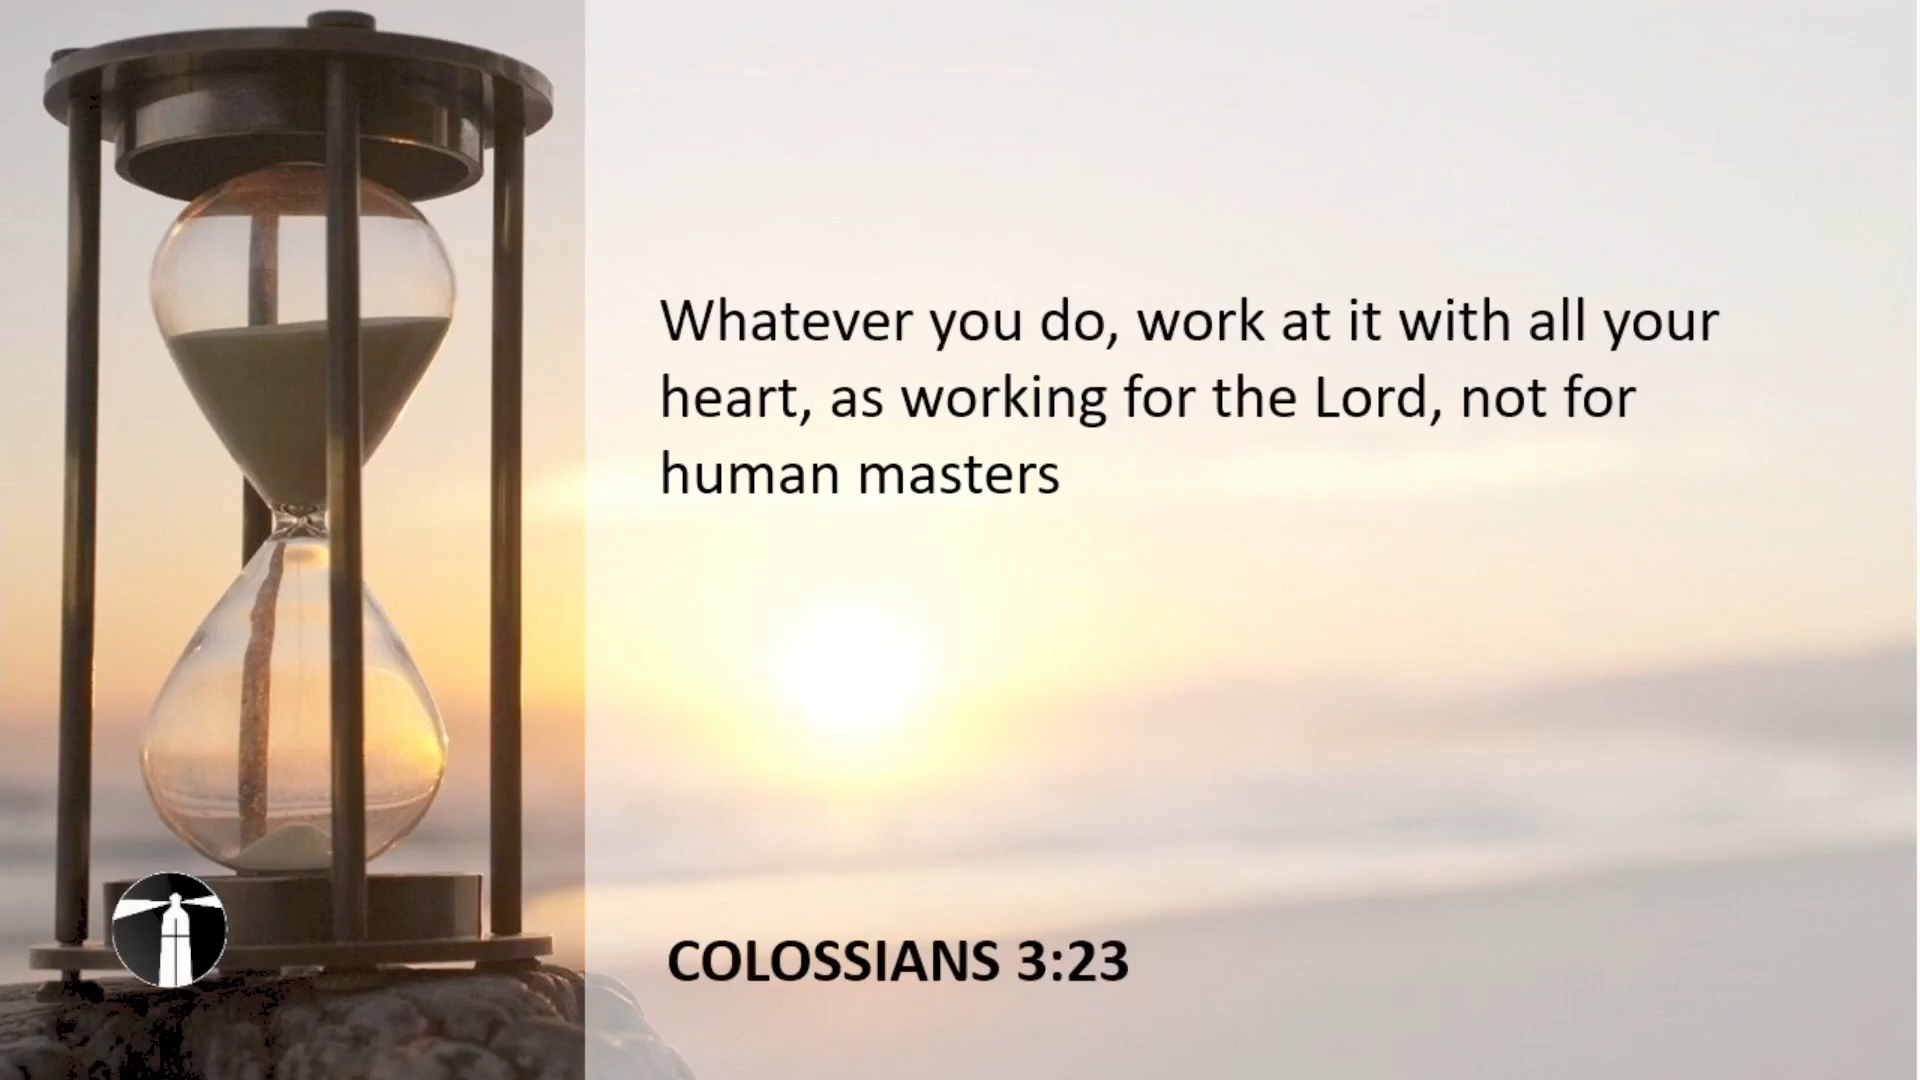 Whatever you do, work at it with all your
heart, as working for the Lord, not for
human masters
COLOSSIANS 3:23